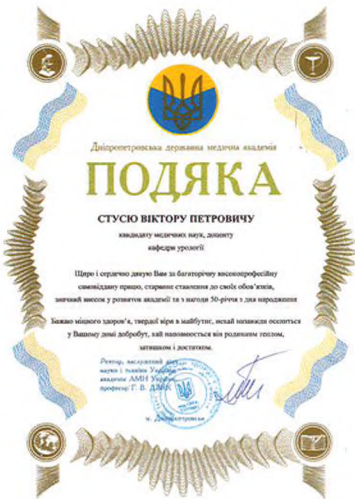 Дніпропетровська державна медична академія
ПОДЯКА
СТУСЮ ВІКТОРУ ПЕТРОВИЧУ
кандидату медичних наук, доценту
кафедри урології
Щиро і сердечно дякую Вам за багаторічну високопрофесійну
самовіддану працю, старанне ставлення до своїх обов'язків,
значний внесок у розвиток академії та з нагоди 50-річчя з дня народження
Бажаю міцного здоров'я, твердої віри в майбутнє, нехай назавжди оселиться
у Вашому домі добробут, хай наповнюється він родинним теплом,
затишком і достатком.
Ректор, заслужений діяч
науки і техніки України
академік АМН України,
професор Г. В. ДЗЯК
м. Дніпропетровськ